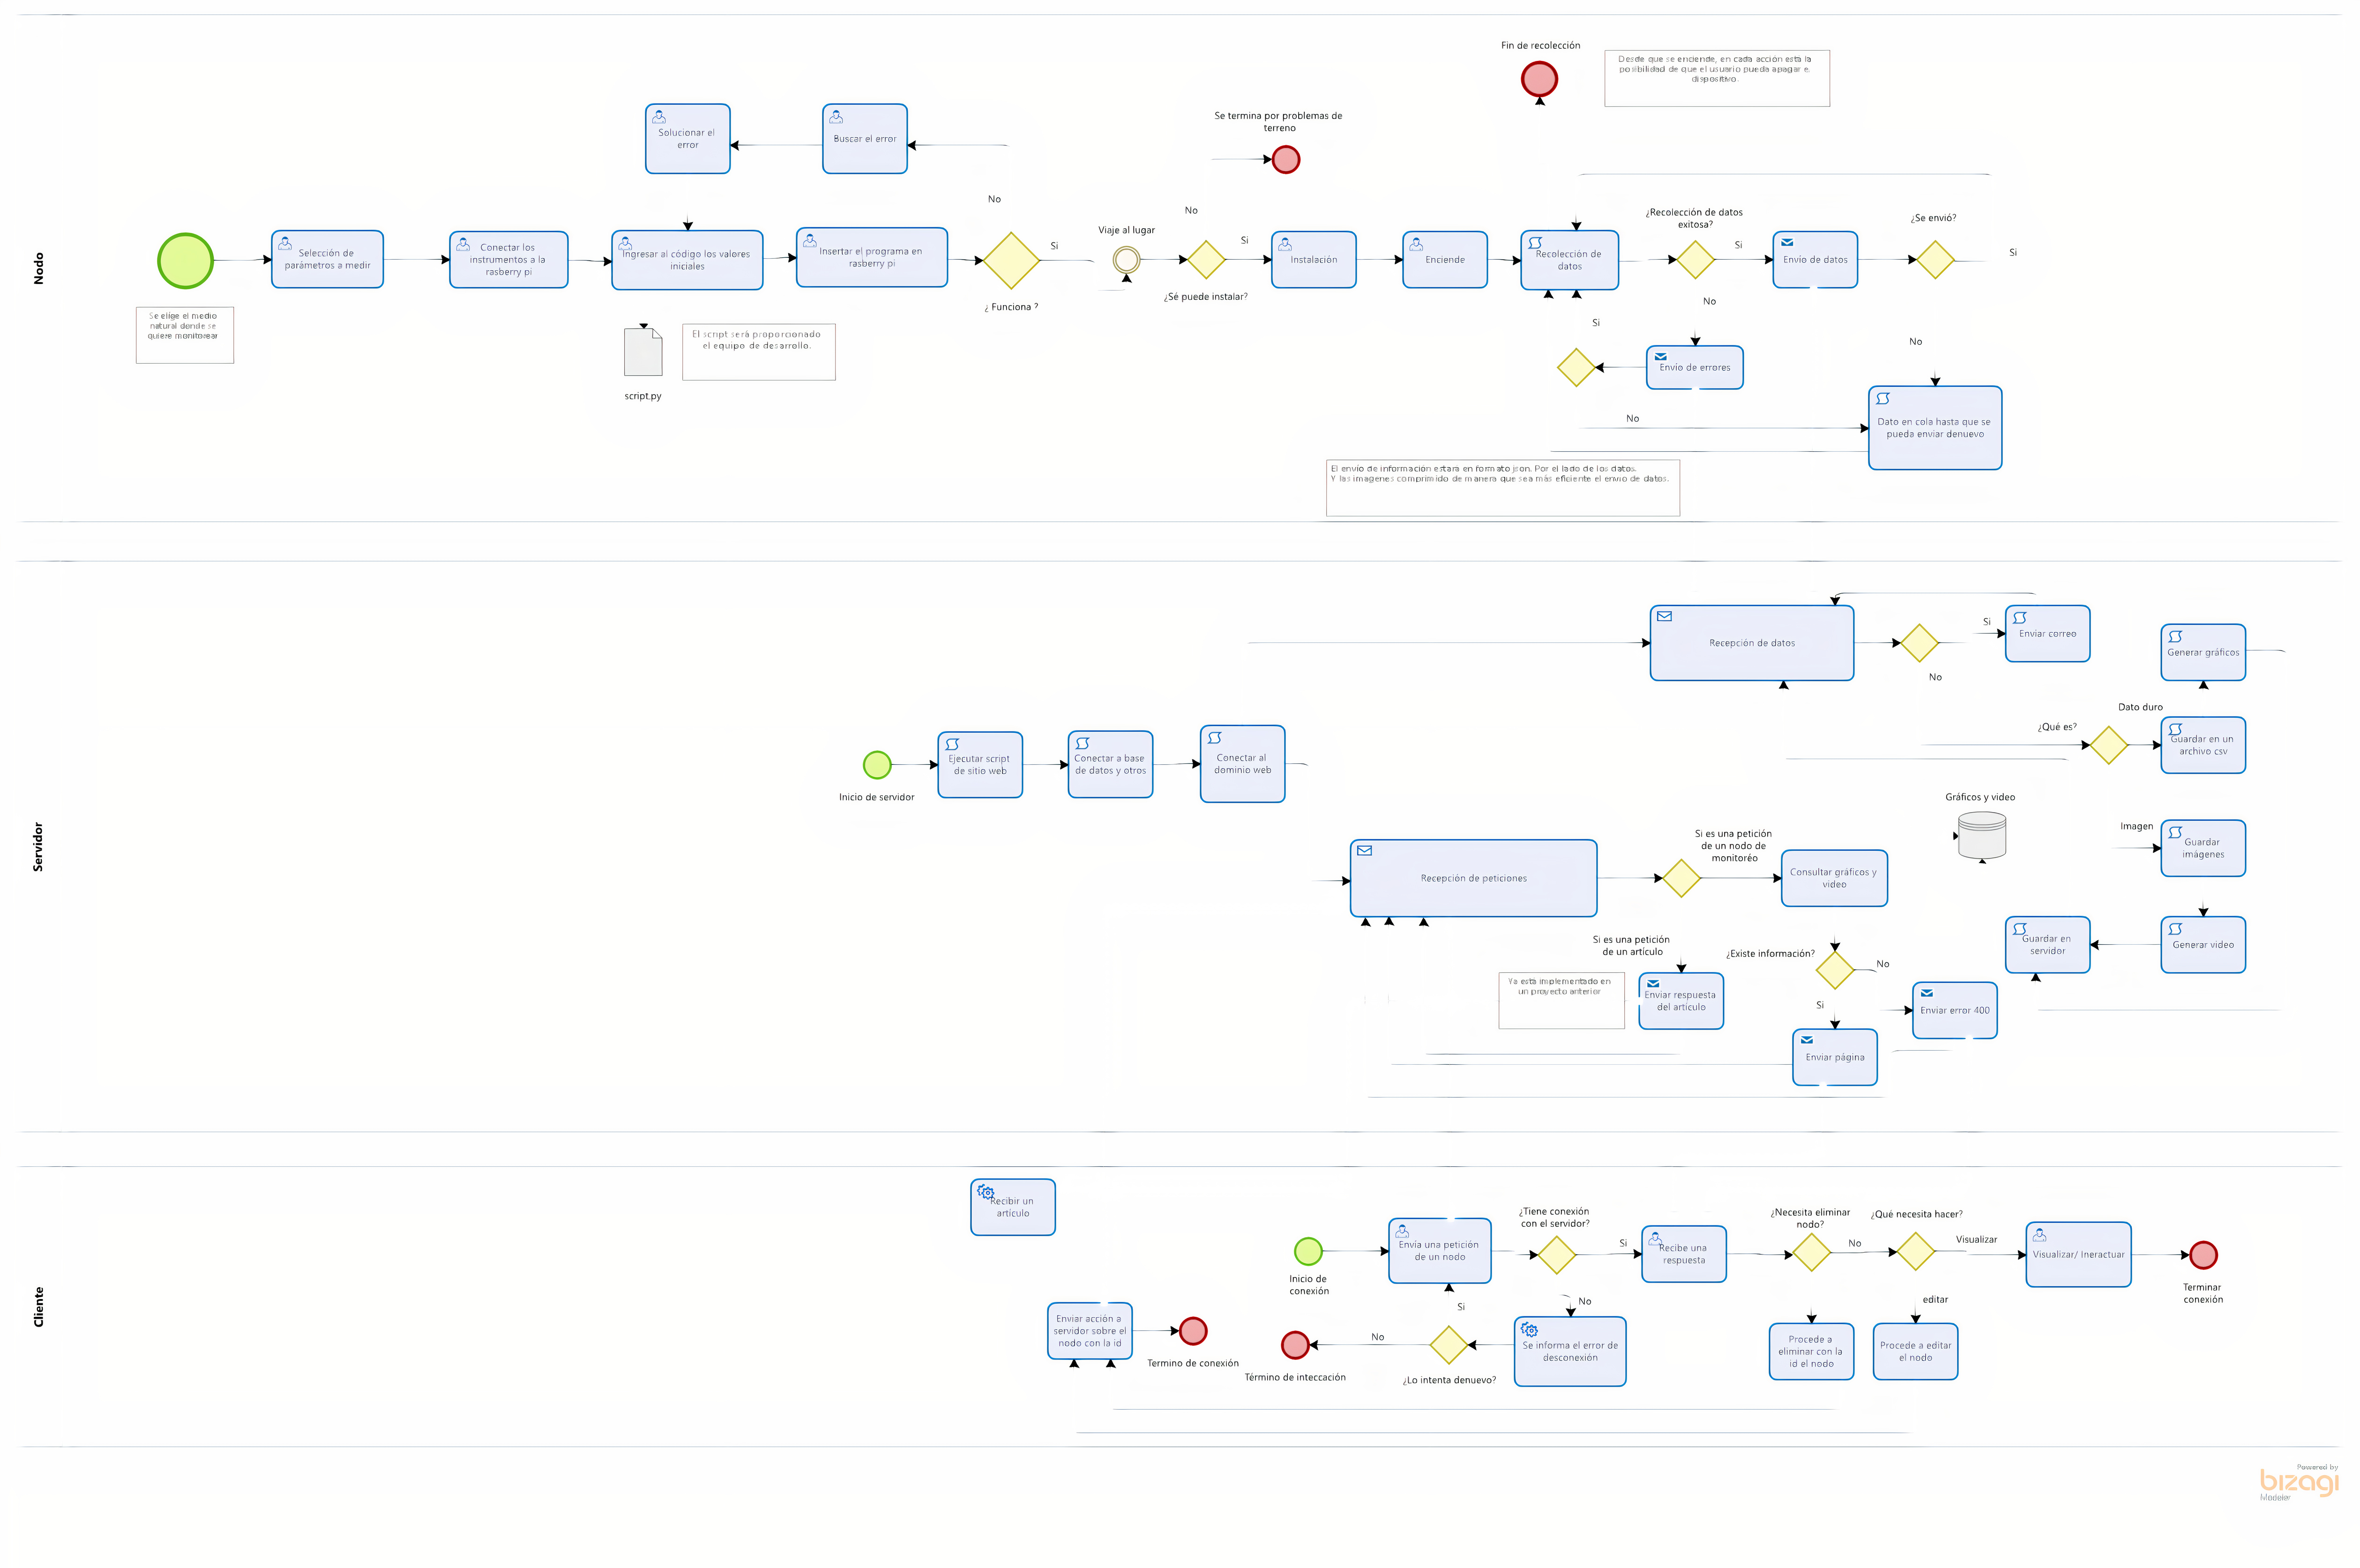 Nodo
Fin de recolección
Desde que se enciende, en cada acción está la
posibilidad de que el usuario pueda apagar e
dispositivo.
Solucionar el
error
Buscar el error
Se termina por problemas de
terreno
No
No
Selección de
parámetros a medir
Conectar los
instrumentos a la
rasberry pi
Ingresar al código los valores
iniciales
Insertar el programa en
rasberry pi
Si
¿ Funciona ?
Viaje al lugar
Si
¿Sé puede instalar?
Instalación
Enciende
Recolección de
datos
¿Recolección de datos
exitosa?
Si
No
Envío de datos
¿Se envió?
Si
Se elige el medio
natural donde se
quiere monitorear
El script será proporcionado
el equipo de desarrollo.
script.py
Si
Envío de errores
No
No
Dato en cola hasta que se
pueda enviar denuevo
El envío de información estara en formato json. Por el lado de los datos.
Y las imagenes comprimido de manera que sea más eficiente el envio de datos.
Servidor
Recepción de datos
Si
No
Enviar correo
Generar gráficos
Dato duro
¿Qué es?
Guardar en un
archivo csv
Inicio de servidor
Ejecutar script
de sitio web
Conectar a base
de datos y otros
Conectar al
dominio web
Gráficos y video
Imagen
Guardar
imágenes
Recepción de peticiones
Si es una petición
de un nodo de
monitoréo
Consultar gráficos y
video
Si es una petición
de un artículo
¿Existe información?
No
Si
Guardar en
servidor
Generar video
Ya está implementado en
un proyecto anterior
Enviar respuesta
del artículo
Enviar error 400
Enviar página
Cliente
Recibir un
artículo
Inicio de
conexión
Envía una petición
de un nodo
¿Tiene conexión
con el servidor?
Si
No
Recibe una
respuesta
¿Necesita eliminar
nodo?
No
¿Qué necesita hacer?
Visualizar
editar
Visualizar/ Ineractuar
Terminar
conexión
Enviar acción a
servidor sobre el
nodo con la id
Termino de conexión
Término de inteccación
No
Si
¿Lo intenta denuevo?
Se informa el error de
desconexión
Procede a
eliminar con la
id el nodo
Procede a editar
el nodo
Powered by
bizagi
Modeler